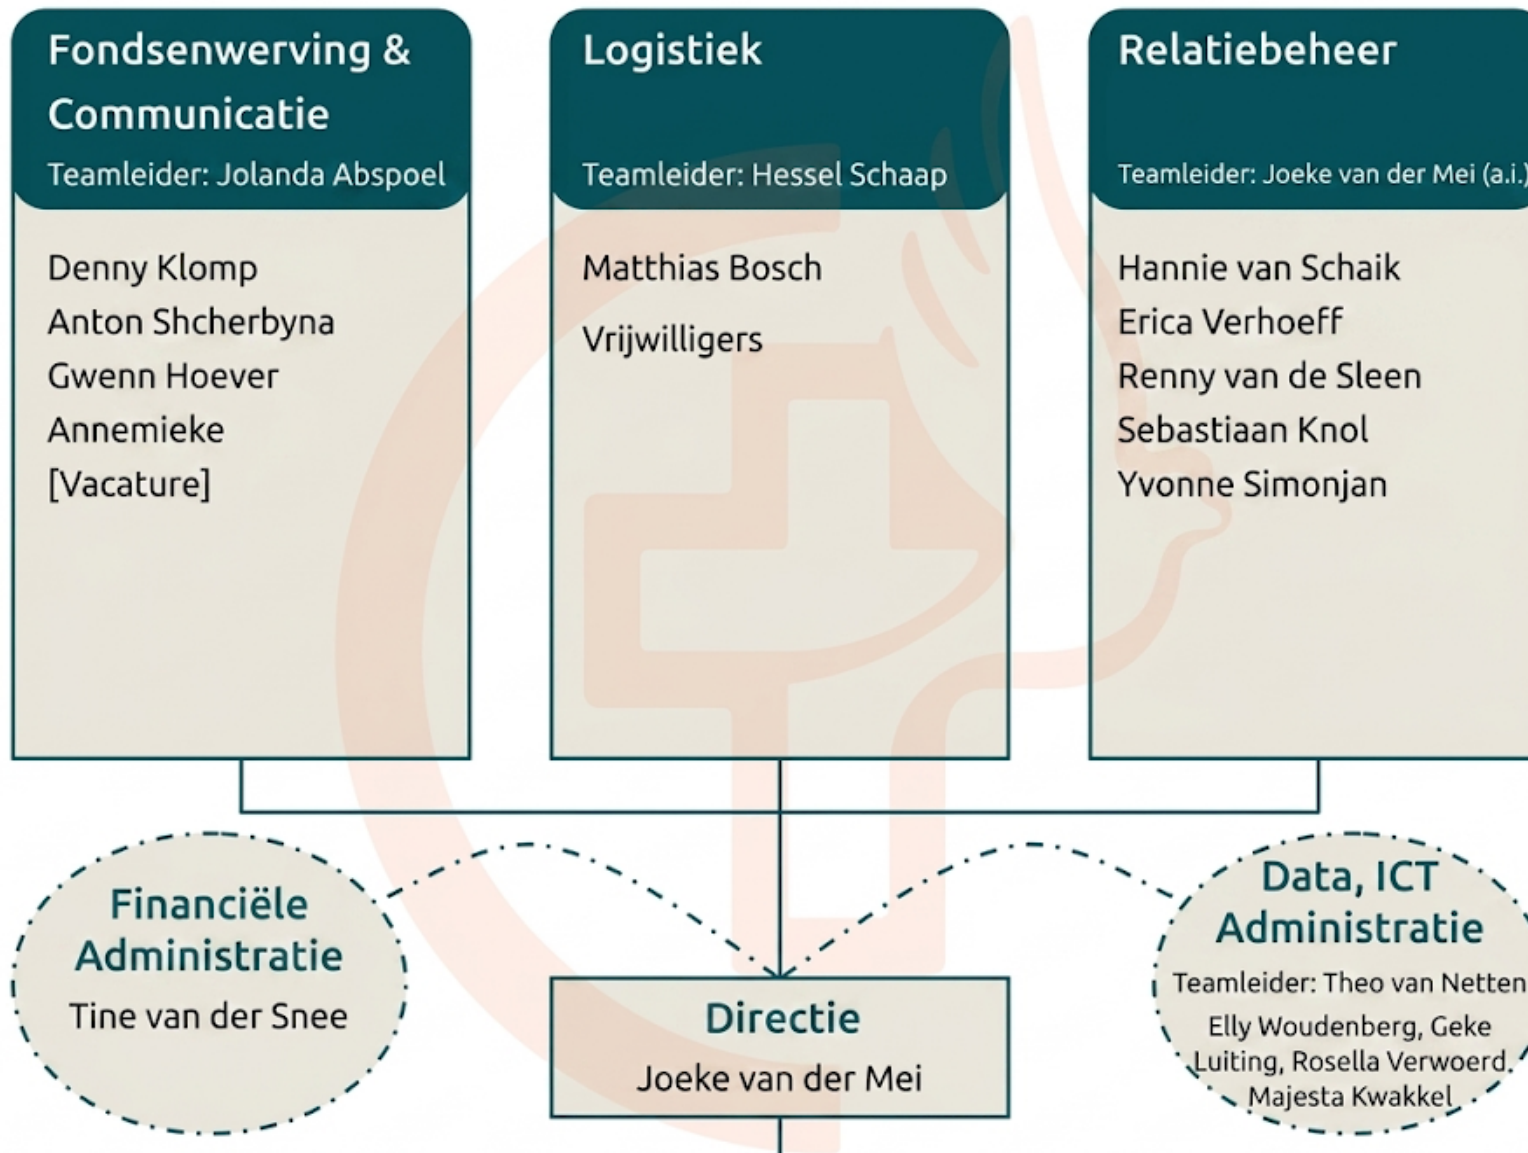 Fondsenwerving &
Communicatie
Teamleider: Jolanda Abspoel
Denny Klomp
Anton Shcherbyna
Gwenn Hoever
Annemieke
[Vacature]
Logistiek
Teamleider: Hessel Schaap
Matthias Bosch
Vrijwilligers
Relatiebeheer
Teamleider: Joeke van der Mei (a.i.)
Hannie van Schaik
Erica Verhoeff
Renny van de Sleen
Sebastiaan Knol
Yvonne Simonjan
Financiële
Administratie
Tine van der Snee
Directie
Joeke van der Mei
Data, ICT
Administratie
Teamleider: Theo van Netten
Elly Woudenberg, Geke
Luiting, Rosella Verwoerd.
Majesta Kwakkel